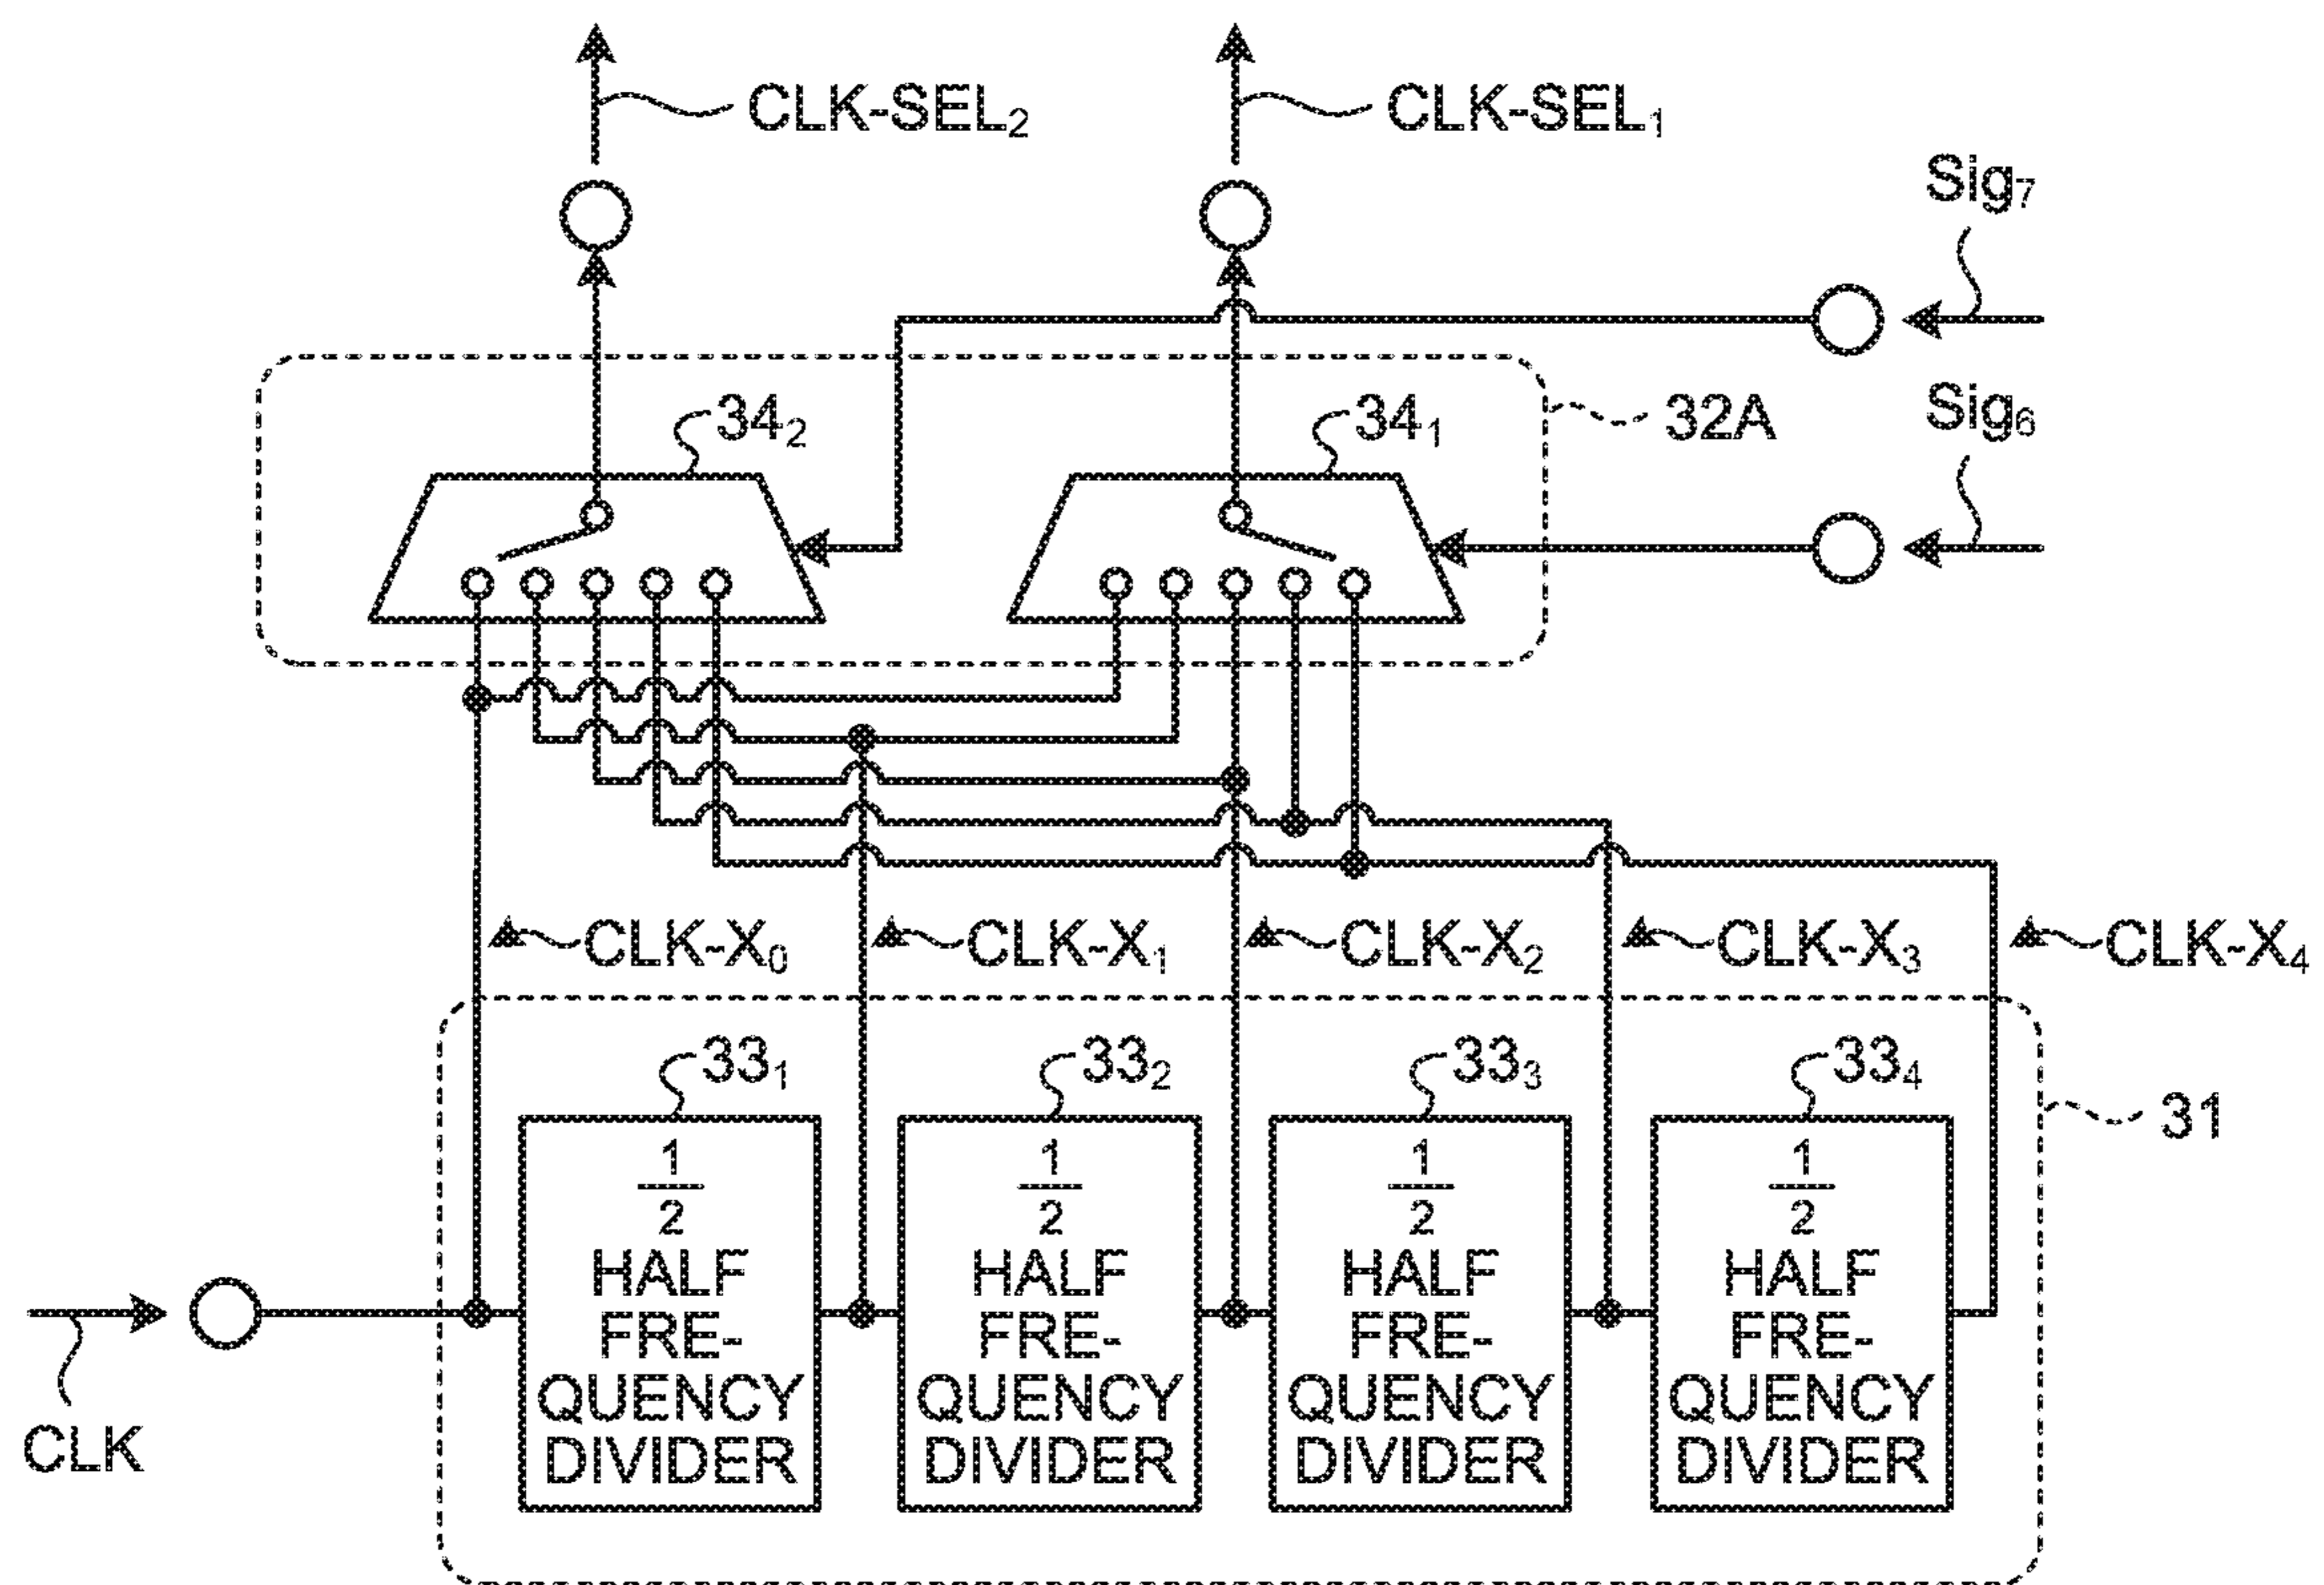 CLK-SEL₂
CLK-SEL₁
Sig₇
34₂
34₁
32A
Sig₆
CLK-X₀
CLK-X₁
CLK-X₂
CLK-X₃
CLK-X₄
33₁
33₂
33₃
33₄
31
1
2
HALF
FRE-
QUENCY
DIVIDER
1
2
HALF
FRE-
QUENCY
DIVIDER
1
2
HALF
FRE-
QUENCY
DIVIDER
1
2
HALF
FRE-
QUENCY
DIVIDER
CLK